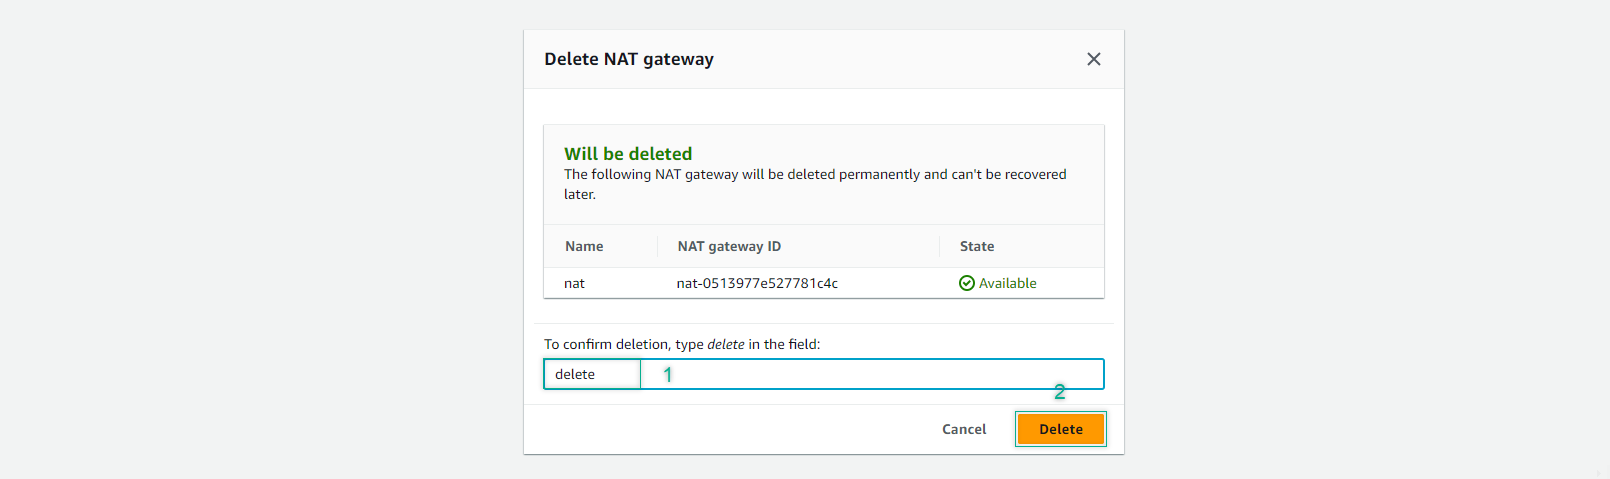 Delete NAT gateway
Will be deleted
The following NAT gateway will be deleted permanently and can't be recovered
later.
Name NAT gateway ID State
nat nat-0513977e527781c4c Available
To confirm deletion, type delete in the field:
delete 1
2
Cancel Delete